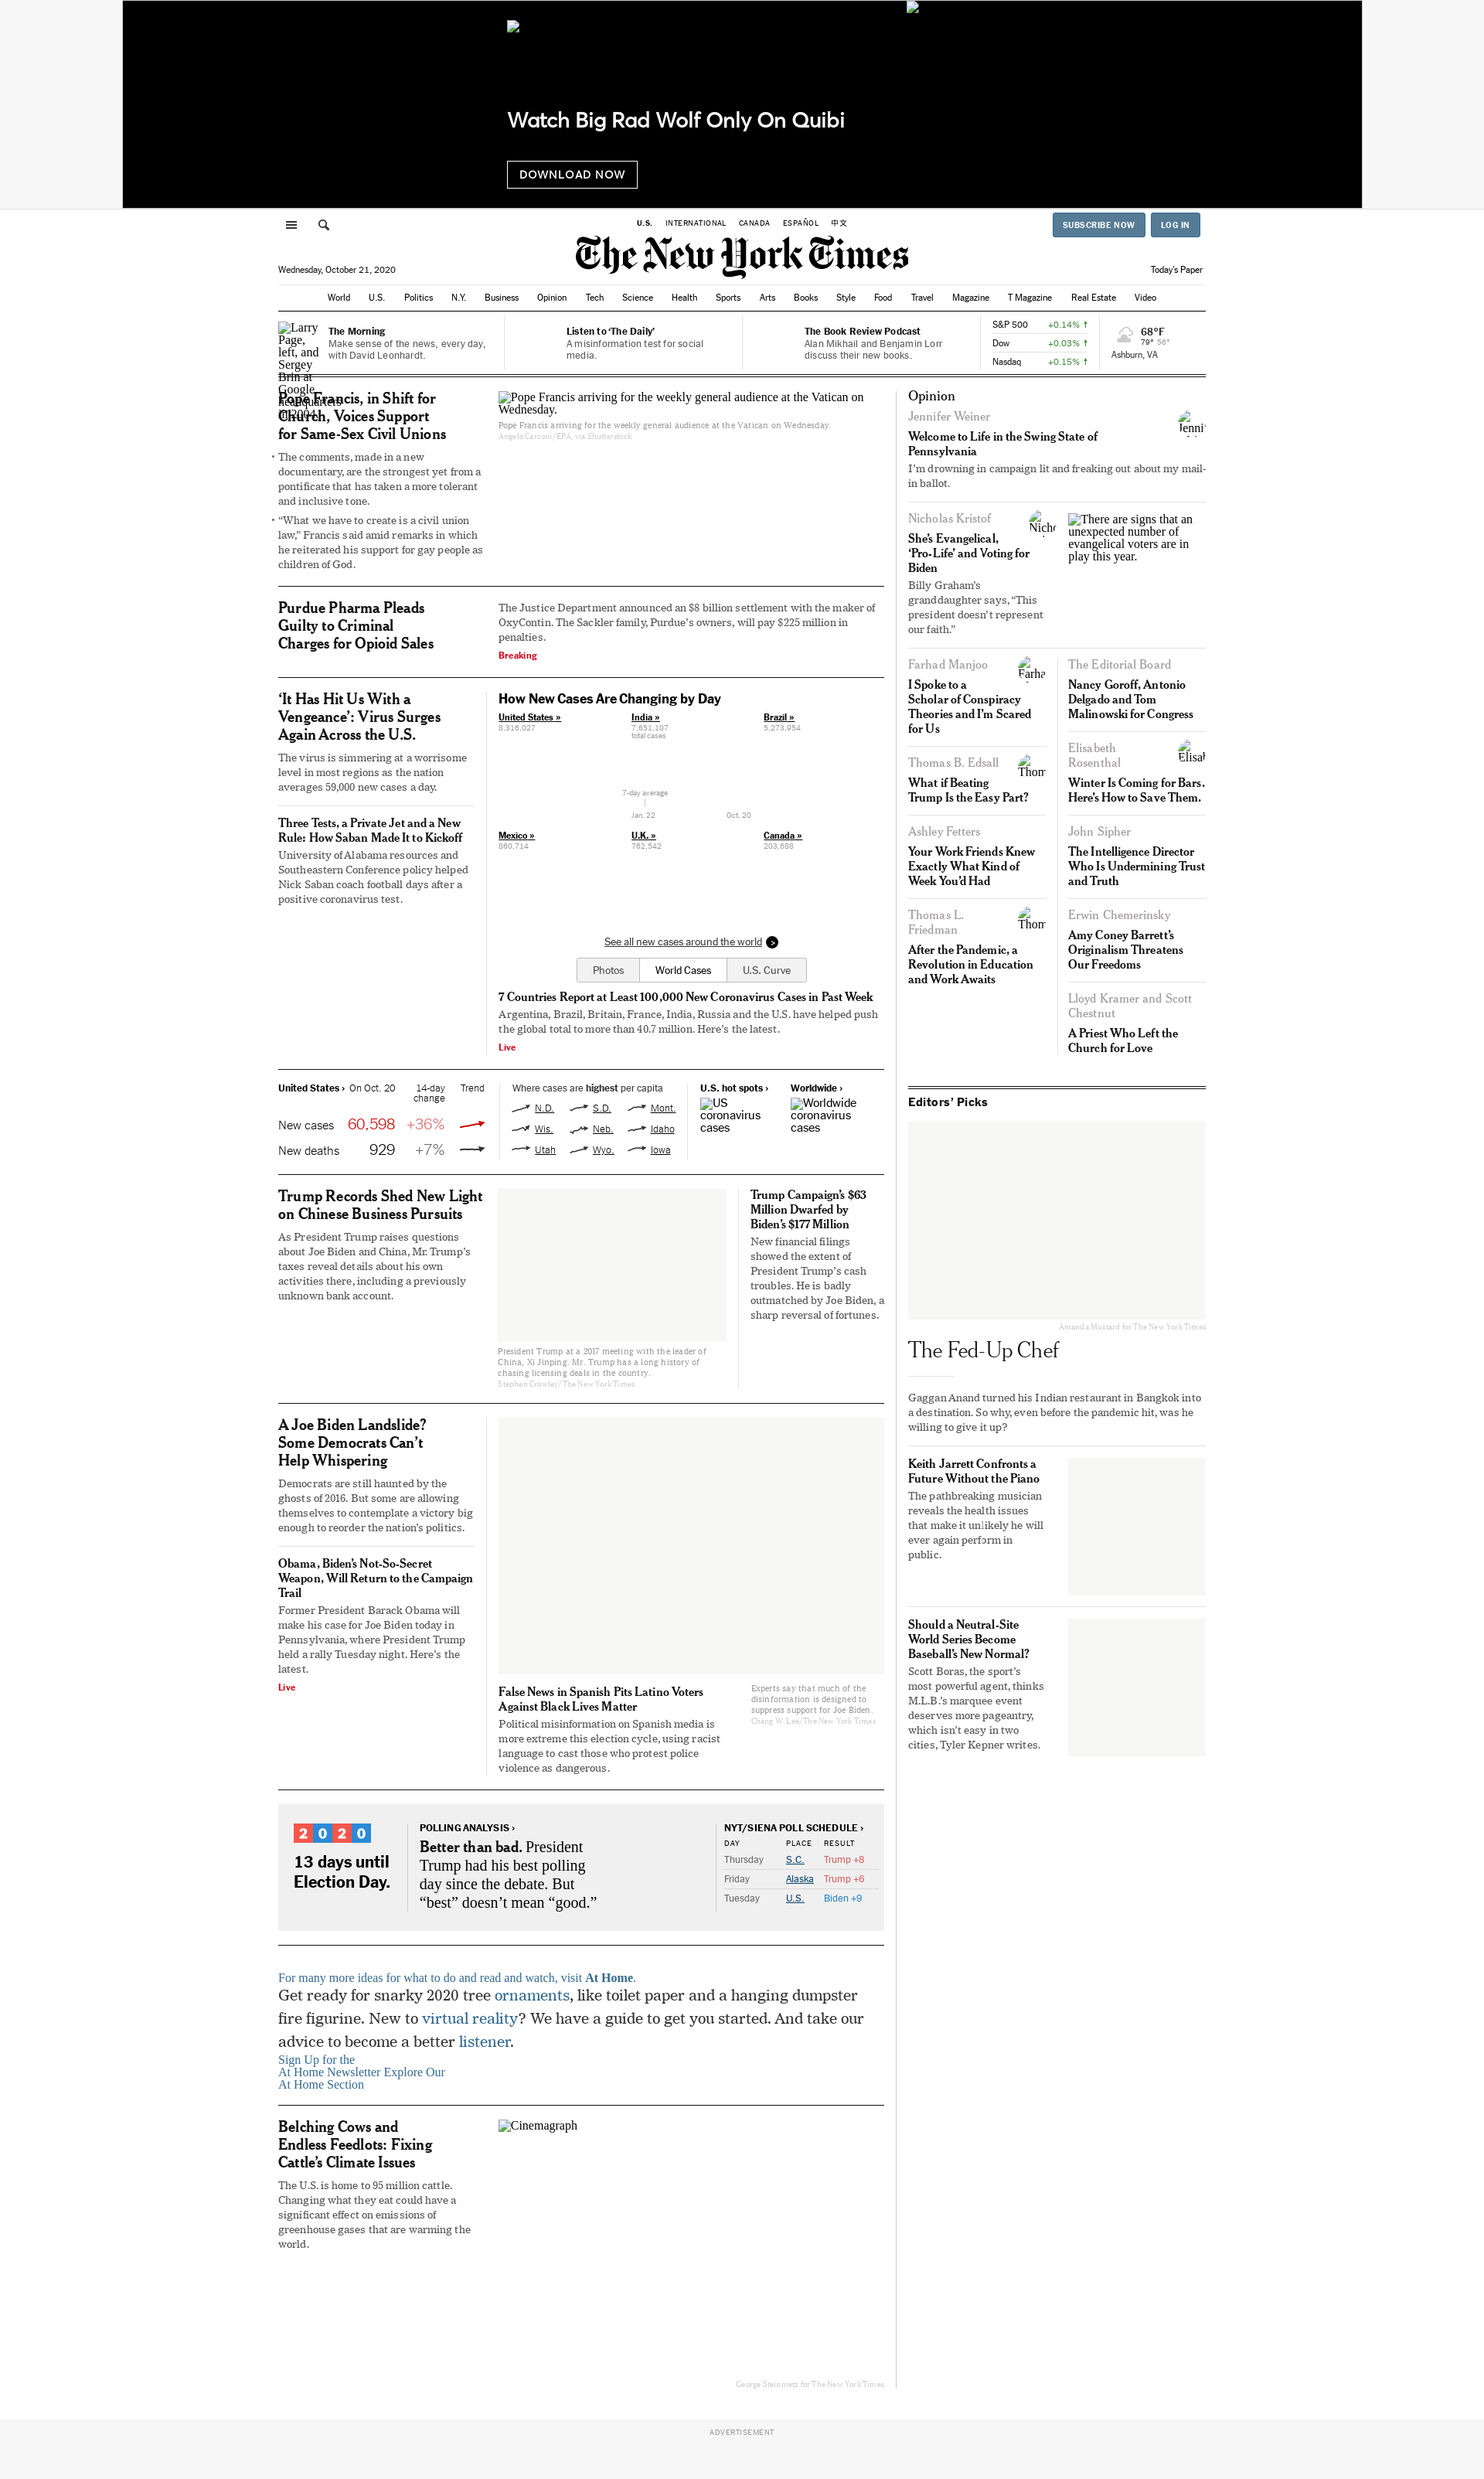 Watch Big Rad Wolf Only On Quibi
DOWNLOAD NOW
U.S. INTERNATIONAL CANADA ESPAÑOL 中文
SUBSCRIBE NOW LOG IN
The New York Times
Wednesday, October 21, 2020
Today's Paper
World U.S. Politics N.Y. Business Opinion Tech Science Health Sports Arts Books Style Food Travel Magazine T Magazine Real Estate Video
Larry
Page,
left, and
Sergey
Brin at
Google
headquarters
in 2004.
The Morning
Make sense of the news, every day,
with David Leonhardt.
Listen to ‘The Daily’
A misinformation test for social
media.
The Book Review Podcast
Alan Mikhail and Benjamin Lorr
discuss their new books.
S&P 500 +0.14% ↑
Dow +0.03% ↑
Nasdaq +0.15% ↑
68°F
79° 56°
Ashburn, VA
Pope Francis, in Shift for
Church, Voices Support
for Same-Sex Civil Unions
• The comments, made in a new
documentary, are the strongest yet from a
pontificate that has taken a more tolerant
and inclusive tone.
• “What we have to create is a civil union
law,” Francis said amid remarks in which
he reiterated his support for gay people as
children of God.
Pope Francis arriving for the weekly general audience at the Vatican on
Wednesday.
Pope Francis arriving for the weekly general audience at the Vatican on Wednesday.
Angelo Carconi/EPA, via Shutterstock
Purdue Pharma Pleads
Guilty to Criminal
Charges for Opioid Sales
The Justice Department announced an $8 billion settlement with the maker of
OxyContin. The Sackler family, Purdue’s owners, will pay $225 million in
penalties.
Breaking
‘It Has Hit Us With a
Vengeance’: Virus Surges
Again Across the U.S.
The virus is simmering at a worrisome
level in most regions as the nation
averages 59,000 new cases a day.
Three Tests, a Private Jet and a New
Rule: How Saban Made It to Kickoff
University of Alabama resources and
Southeastern Conference policy helped
Nick Saban coach football days after a
positive coronavirus test.
How New Cases Are Changing by Day
United States » India » Brazil »
8,316,027 7,651,107 5,273,954
total cases
7-day average
Jan. 22 Oct. 20
Mexico » U.K. » Canada »
860,714 762,542 203,688
See all new cases around the world >
Photos World Cases U.S. Curve
7 Countries Report at Least 100,000 New Coronavirus Cases in Past Week
Argentina, Brazil, Britain, France, India, Russia and the U.S. have helped push
the global total to more than 40.7 million. Here’s the latest.
Live
United States › On Oct. 20 14-day Trend
change
New cases 60,598 +36%
New deaths 929 +7%
Where cases are highest per capita
N.D. S.D. Mont.
Wis. Neb. Idaho
Utah Wyo. Iowa
U.S. hot spots ›
US
coronavirus
cases
Worldwide ›
Worldwide
coronavirus
cases
Trump Records Shed New Light
on Chinese Business Pursuits
As President Trump raises questions
about Joe Biden and China, Mr. Trump’s
taxes reveal details about his own
activities there, including a previously
unknown bank account.
President Trump at a 2017 meeting with the leader of
China, Xi Jinping. Mr. Trump has a long history of
chasing licensing deals in the country.
Stephen Crowley/The New York Times
Trump Campaign’s $63
Million Dwarfed by
Biden’s $177 Million
New financial filings
showed the extent of
President Trump’s cash
troubles. He is badly
outmatched by Joe Biden, a
sharp reversal of fortunes.
A Joe Biden Landslide?
Some Democrats Can’t
Help Whispering
Democrats are still haunted by the
ghosts of 2016. But some are allowing
themselves to contemplate a victory big
enough to reorder the nation’s politics.
Obama, Biden’s Not-So-Secret
Weapon, Will Return to the Campaign
Trail
Former President Barack Obama will
make his case for Joe Biden today in
Pennsylvania, where President Trump
held a rally Tuesday night. Here’s the
latest.
Live
False News in Spanish Pits Latino Voters
Against Black Lives Matter
Political misinformation on Spanish media is
more extreme this election cycle, using racist
language to cast those who protest police
violence as dangerous.
Experts say that much of the
disinformation is designed to
suppress support for Joe Biden.
Chang W. Lee/The New York Times
2020
13 days until
Election Day.
POLLING ANALYSIS ›
Better than bad. President
Trump had his best polling
day since the debate. But
“best” doesn’t mean “good.”
NYT/SIENA POLL SCHEDULE ›
DAY PLACE RESULT
Thursday S.C. Trump +8
Friday Alaska Trump +6
Tuesday U.S. Biden +9
For many more ideas for what to do and read and watch, visit At Home.
Get ready for snarky 2020 tree ornaments, like toilet paper and a hanging dumpster
fire figurine. New to virtual reality? We have a guide to get you started. And take our
advice to become a better listener.
Sign Up for the
At Home Newsletter Explore Our
At Home Section
Belching Cows and
Endless Feedlots: Fixing
Cattle’s Climate Issues
The U.S. is home to 95 million cattle.
Changing what they eat could have a
significant effect on emissions of
greenhouse gases that are warming the
world.
Cinemagraph
George Steinmetz for The New York Times
Opinion
Jennifer Weiner
Welcome to Life in the Swing State of
Pennsylvania
I’m drowning in campaign lit and freaking out about my mail-
in ballot.
Nicholas Kristof
She’s Evangelical,
‘Pro-Life’ and Voting for
Biden
Billy Graham’s
granddaughter says, “This
president doesn’t represent
our faith.”
There are signs that an
unexpected number of
evangelical voters are in
play this year.
Farhad Manjoo
I Spoke to a
Scholar of Conspiracy
Theories and I’m Scared
for Us
Thomas B. Edsall
What if Beating
Trump Is the Easy Part?
Ashley Fetters
Your Work Friends Knew
Exactly What Kind of
Week You’d Had
Thomas L.
Friedman
After the Pandemic, a
Revolution in Education
and Work Awaits
The Editorial Board
Nancy Goroff, Antonio
Delgado and Tom
Malinowski for Congress
Elisabeth
Rosenthal
Winter Is Coming for Bars.
Here’s How to Save Them.
John Sipher
The Intelligence Director
Who Is Undermining Trust
and Truth
Erwin Chemerinsky
Amy Coney Barrett’s
Originalism Threatens
Our Freedoms
Lloyd Kramer and Scott
Chestnut
A Priest Who Left the
Church for Love
Editors’ Picks
Amanda Mustard for The New York Times
The Fed-Up Chef
Gaggan Anand turned his Indian restaurant in Bangkok into
a destination. So why, even before the pandemic hit, was he
willing to give it up?
Keith Jarrett Confronts a
Future Without the Piano
The pathbreaking musician
reveals the health issues
that make it unlikely he will
ever again perform in
public.
Should a Neutral-Site
World Series Become
Baseball’s New Normal?
Scott Boras, the sport’s
most powerful agent, thinks
M.L.B.’s marquee event
deserves more pageantry,
which isn’t easy in two
cities, Tyler Kepner writes.
ADVERTISEMENT